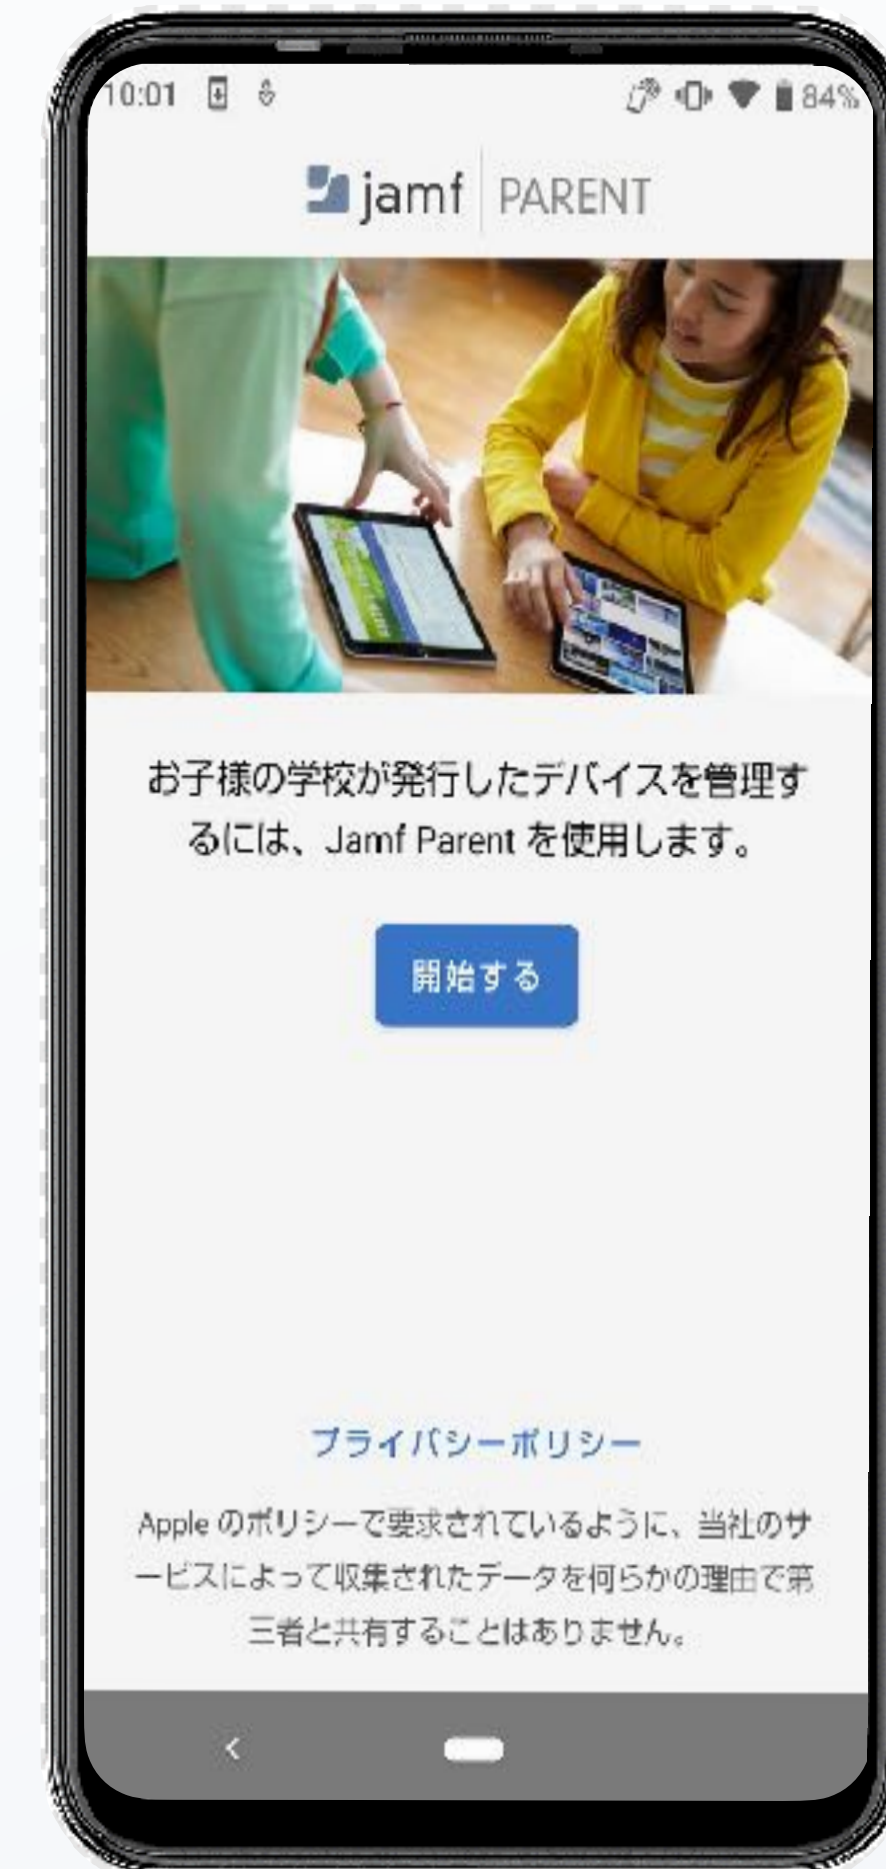 10:01
84%
jamf PARENT
お子様の学校が発行したデバイスを管理す
るには、Jamf Parent を使用します。
開始する
プライバシーポリシー
Apple のポリシーで要求されているように、当社のサ
ービスによって収集されたデータを何らかの理由で第
三者と共有することはありません。